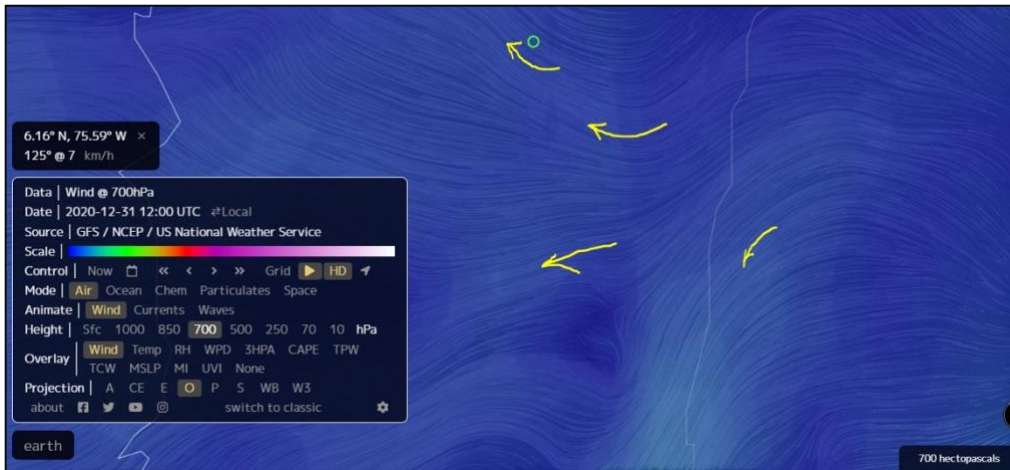 6.16° N, 75.59° W ×
125° @ 7 km/h
Data | Wind @ 700hPa
Date | 2020-12-31 12:00 UTC ⇄Local
Source | GFS / NCEP / US National Weather Service
Scale |
Control | Now « ‹ › » Grid HD
Mode | Air Ocean Chem Particulates Space
Animate | Wind Currents Waves
Height | Sfc 1000 850 700 500 250 70 10 hPa
Overlay | Wind Temp RH WPD 3HPA CAPE TPW
TCW MSLP MI UVI None
Projection | A CE E O P S WB W3
about switch to classic
earth
700 hectopascals